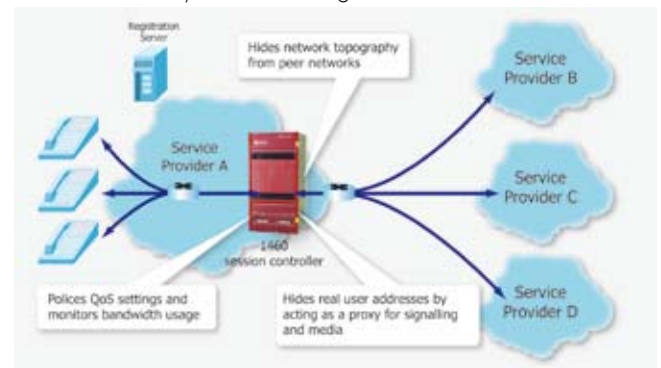 Registration
Server
Hides network topography
from peer networks
Service
Provider B
Service
Provider A
Service
Provider C
1460
session controller
Polices QoS settings and
monitors bandwidth usage
Hides real user addresses by
acting as a proxy for signalling
and media
Service
Provider D